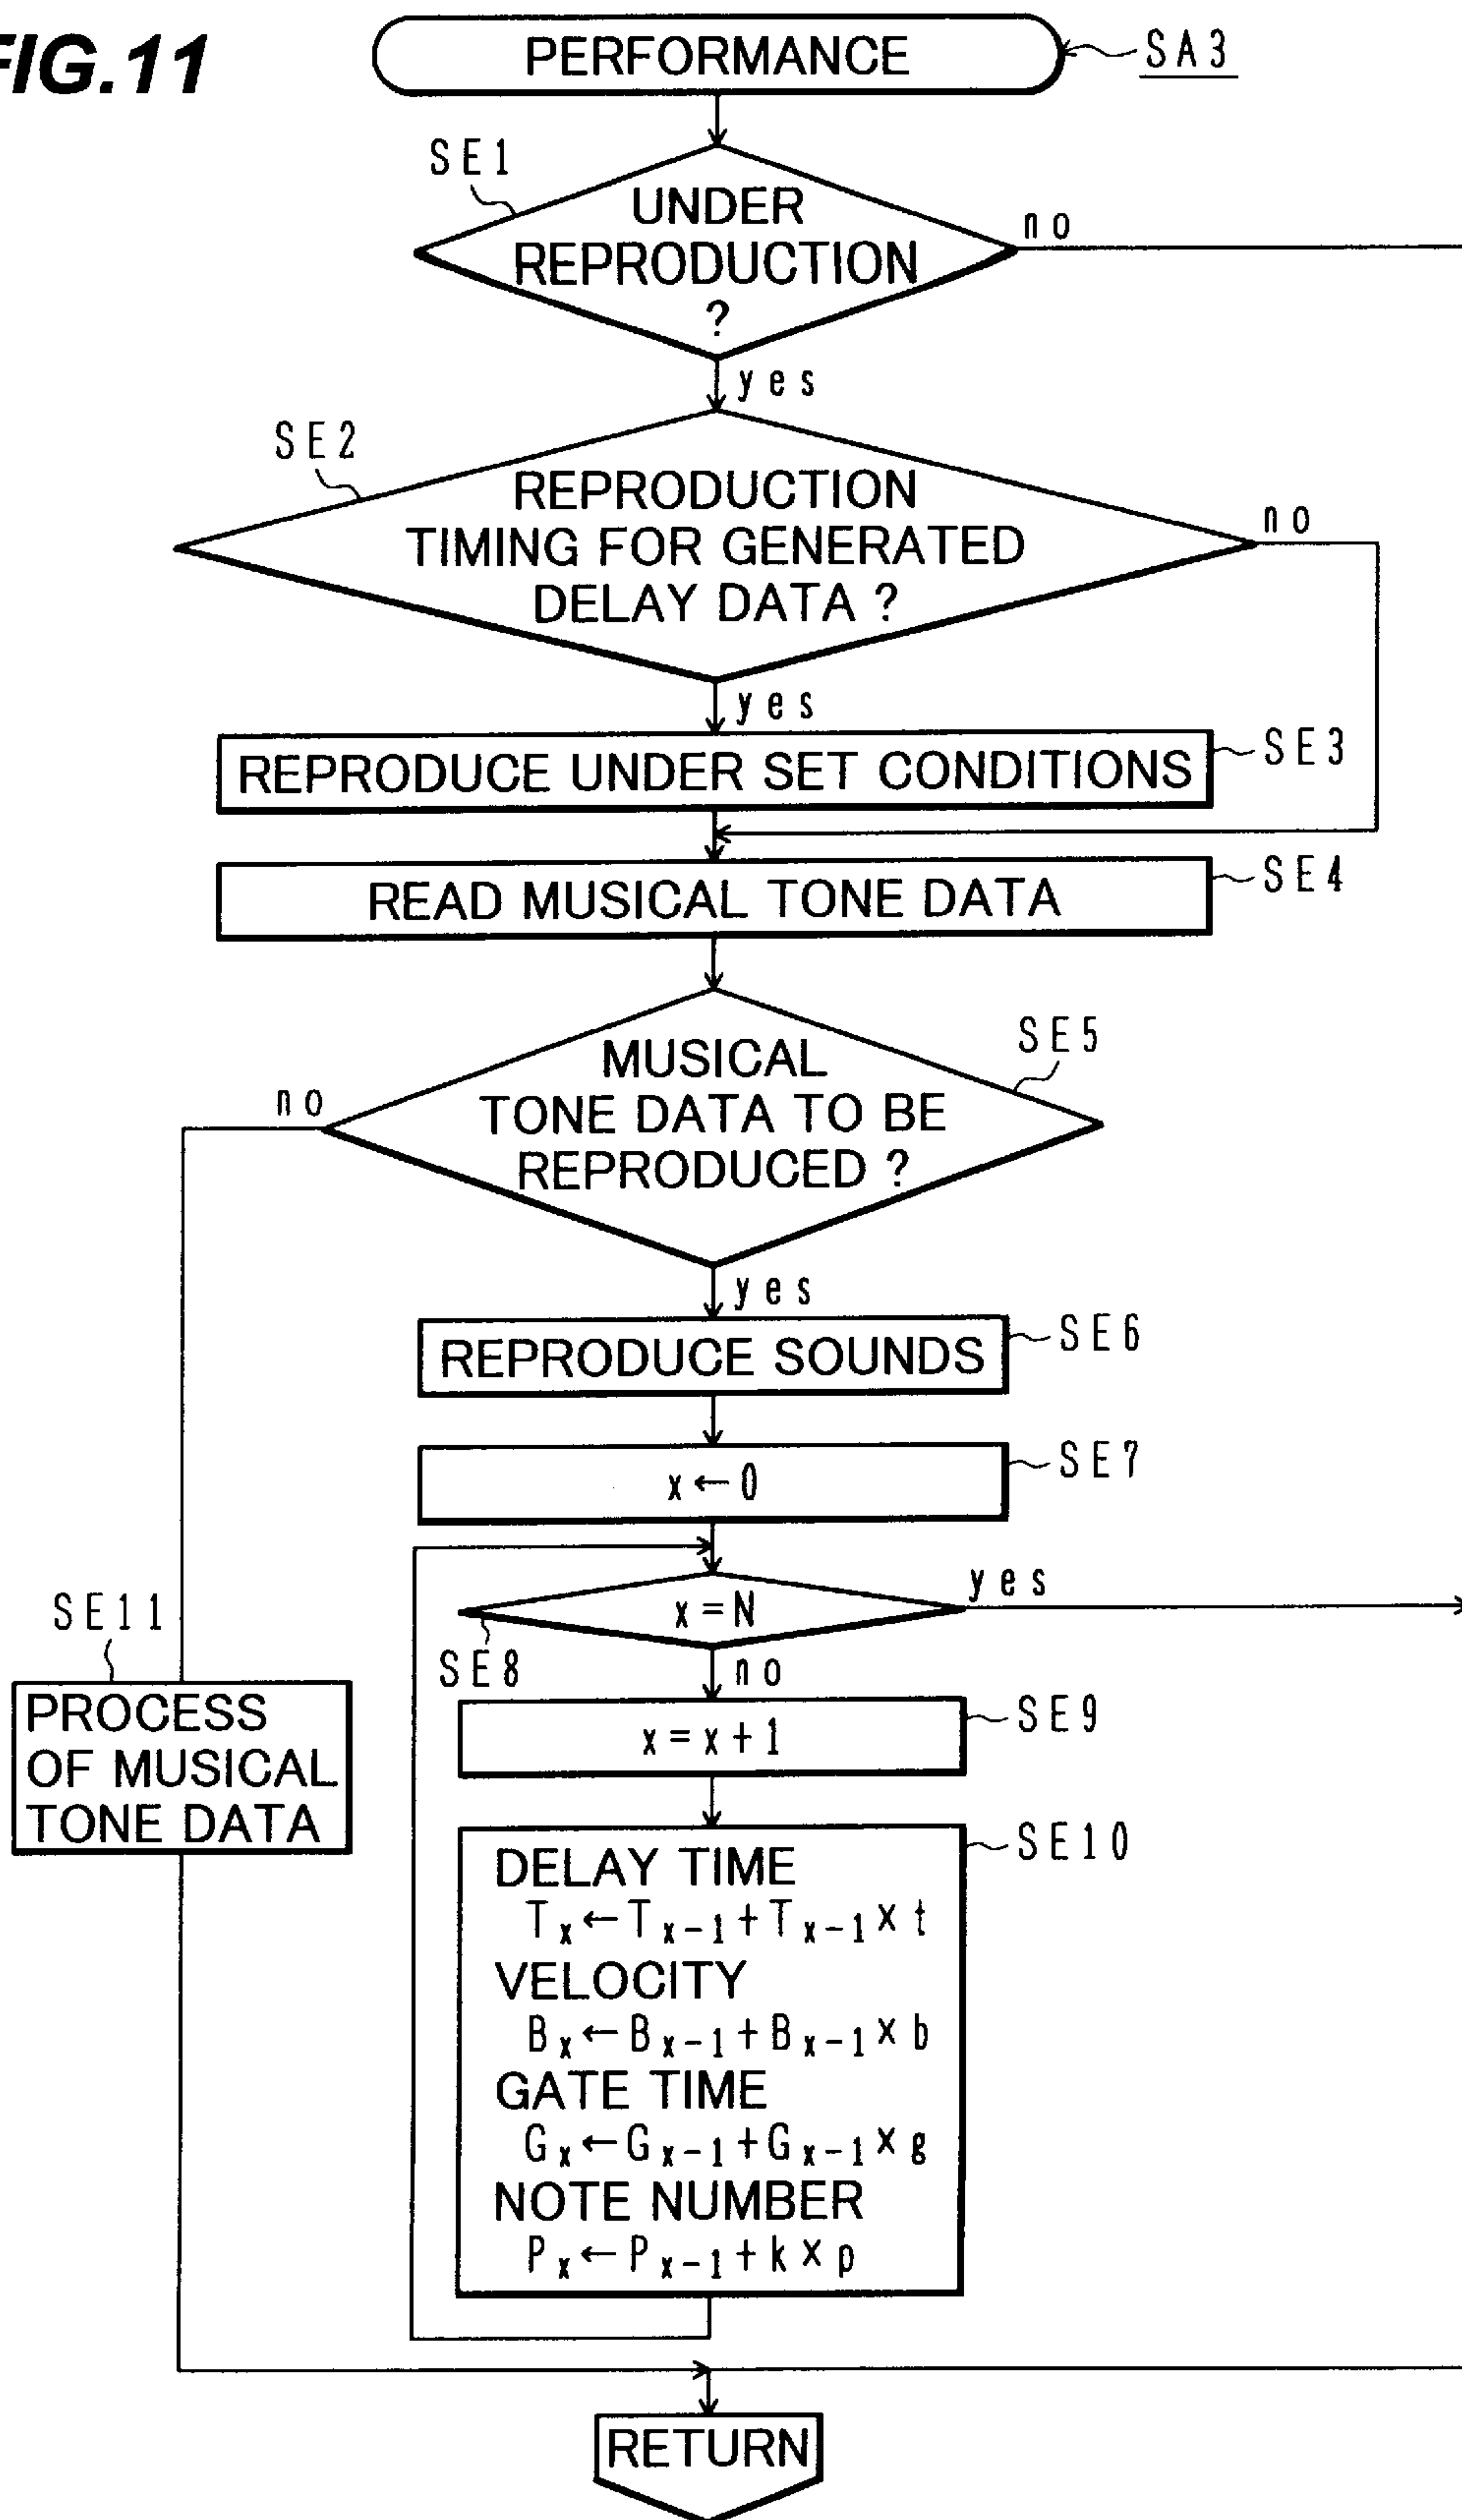 FIG.11
PERFORMANCE
SA3
SE1
UNDER
REPRODUCTION
?
no
yes
SE2
REPRODUCTION
TIMING FOR GENERATED
DELAY DATA ?
no
yes
REPRODUCE UNDER SET CONDITIONS
SE3
READ MUSICAL TONE DATA
SE4
MUSICAL
TONE DATA TO BE
REPRODUCED ?
SE5
no
yes
REPRODUCE SOUNDS
SE6
x←0
SE7
x=N
yes
SE8
no
x=x+1
SE9
SE11
PROCESS
OF MUSICAL
TONE DATA
SE10
DELAY TIME
Tx←Tx-1+Tx-1×t
VELOCITY
Bx←Bx-1+Bx-1×b
GATE TIME
Gx←Gx-1+Gx-1×g
NOTE NUMBER
Px←Px-1+k×p
RETURN